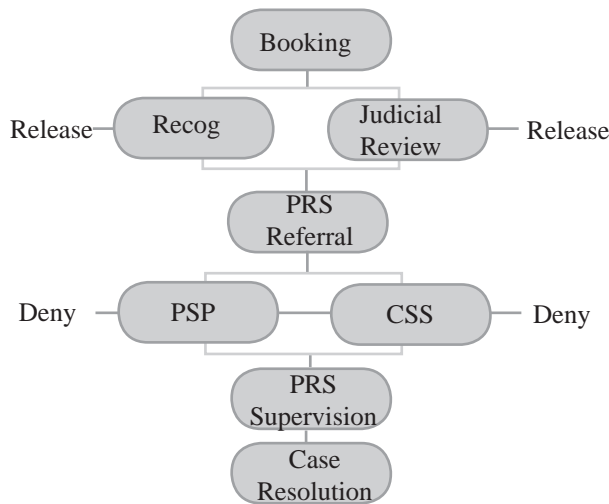 Booking
Release
Recog
Judicial
Review
Release
PRS
Referral
Deny
PSP
CSS
Deny
PRS
Supervision
Case
Resolution